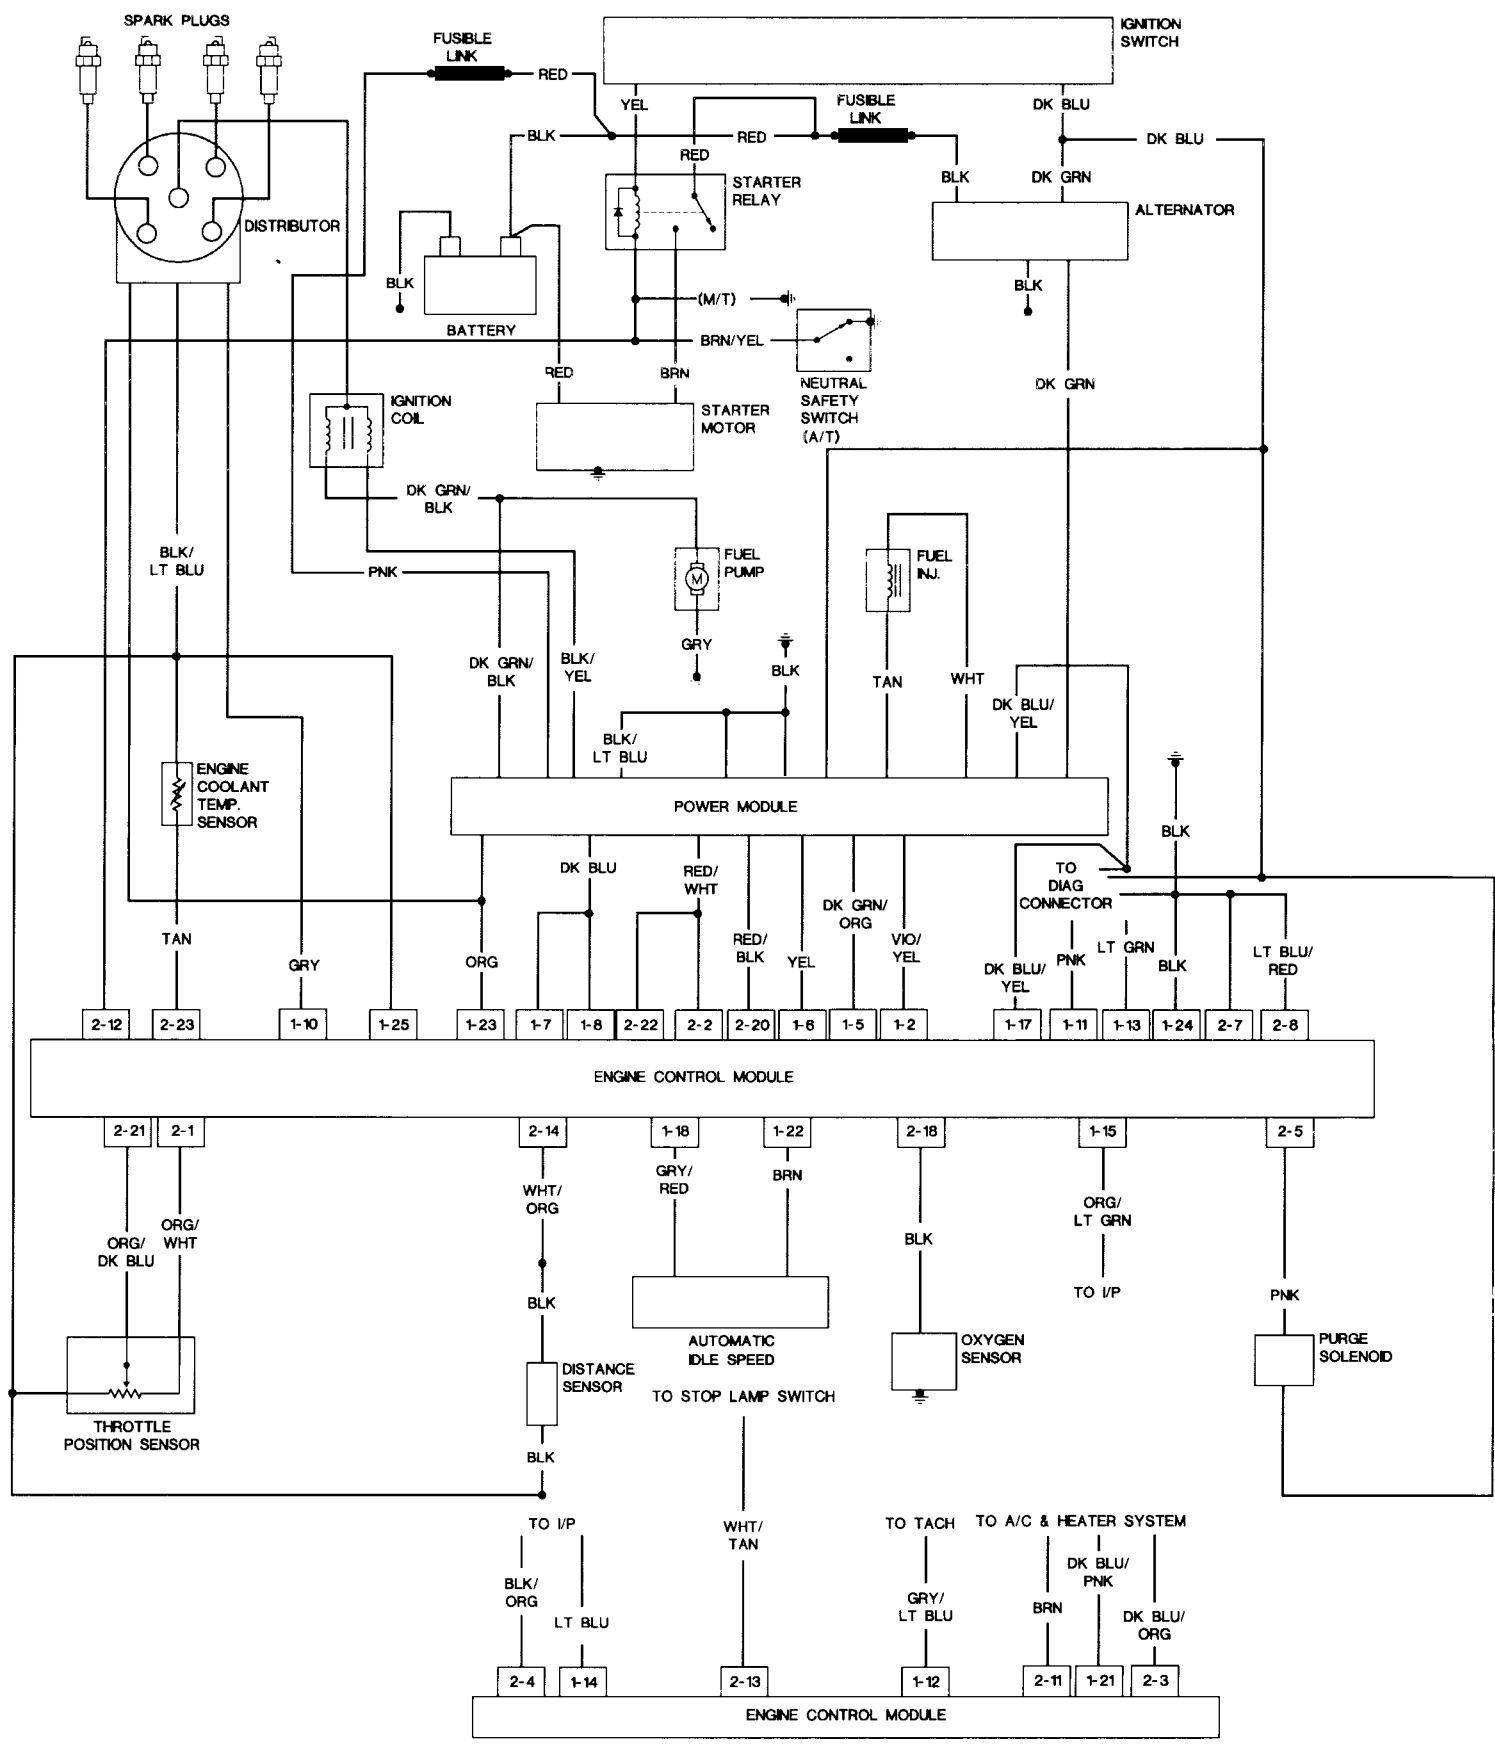 SPARK PLUGS
FUSIBLE
LINK
IGNITION
SWITCH
RED
YEL
DK BLU
FUSIBLE
LINK
BLK
RED
DK BLU
RED
STARTER
RELAY
BLK
DK GRN
ALTERNATOR
DISTRIBUTOR
BLK
BATTERY
(M/T)
BLK
BRN/YEL
RED
BRN
NEUTRAL
SAFETY
SWITCH
(A/T)
DK GRN
IGNITION
COIL
STARTER
MOTOR
DK GRN/
BLK
BLK/
LT BLU
PNK
FUEL
PUMP
M
FUEL
INJ.
GRY
DK GRN/
BLK
BLK/
YEL
BLK
TAN
WHT
DK BLU/
YEL
BLK/
LT BLU
ENGINE
COOLANT
TEMP.
SENSOR
POWER MODULE
BLK
DK BLU
RED/
WHT
TO
DIAG
CONNECTOR
DK GRN/
ORG
TAN
GRY
ORG
RED/
BLK
YEL
VIO/
YEL
DK BLU/
YEL
PNK
LT GRN
BLK
LT BLU/
RED
2-12
2-23
1-10
1-25
1-23
1-7
1-8
2-22
2-2
2-20
1-6
1-5
1-2
1-17
1-11
1-13
1-24
2-7
2-8
ENGINE CONTROL MODULE
2-21
2-1
2-14
1-18
1-22
2-18
1-15
2-5
WHT/
ORG
GRY/
RED
BRN
ORG/
LT GRN
ORG/
DK BLU
ORG/
WHT
BLK
BLK
TO I/P
PNK
AUTOMATIC
IDLE SPEED
OXYGEN
SENSOR
PURGE
SOLENOID
DISTANCE
SENSOR
TO STOP LAMP SWITCH
THROTTLE
POSITION SENSOR
BLK
TO I/P
WHT/
TAN
TO TACH
TO A/C & HEATER SYSTEM
BLK/
ORG
LT BLU
GRY/
LT BLU
BRN
DK BLU/
PNK
DK BLU/
ORG
2-4
1-14
2-13
1-12
2-11
1-21
2-3
ENGINE CONTROL MODULE